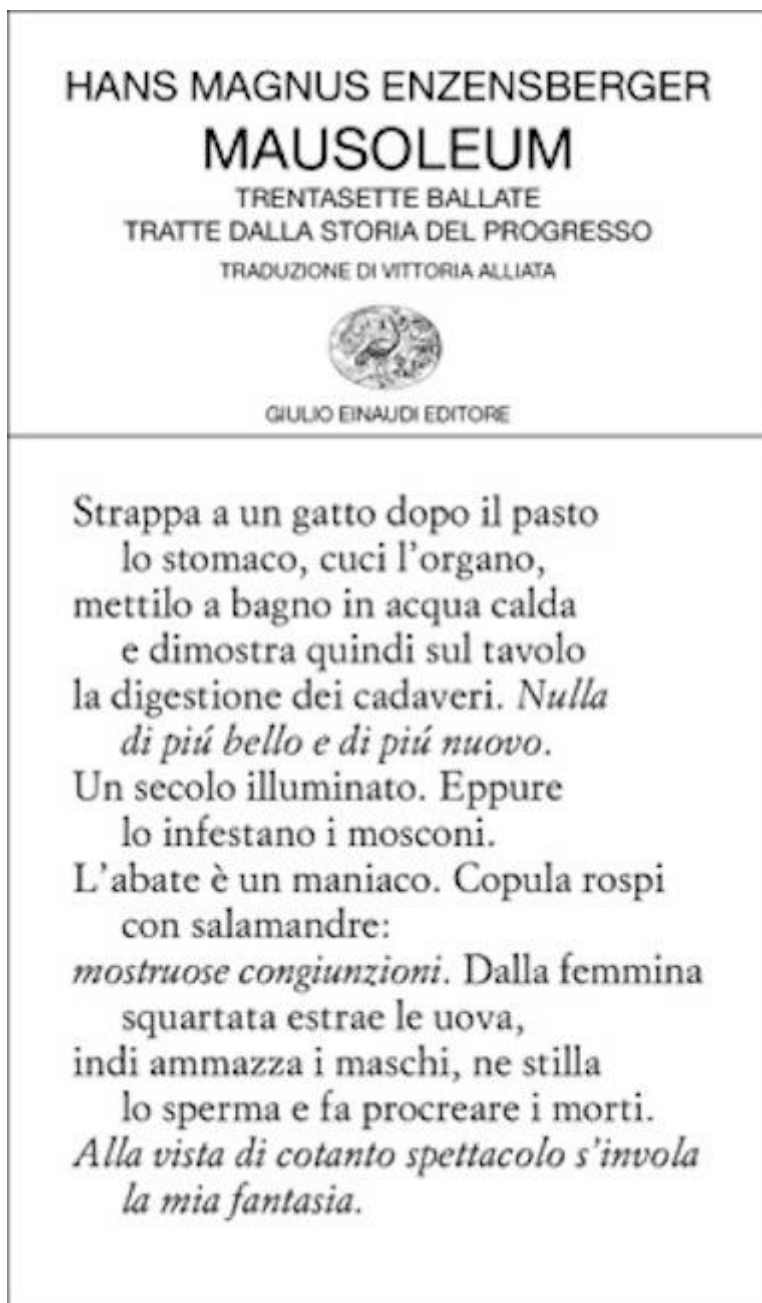 HANS MAGNUS ENZENSBERGER
MAUSOLEUM
TRENTASETTE BALLATE
TRATTE DALLA STORIA DEL PROGRESSO
TRADUZIONE DI VITTORIA ALLIATA
GIULIO EINAUDI EDITORE
Strappa a un gatto dopo il pasto
lo stomaco, cuci l'organo,
mettilo a bagno in acqua calda
e dimostra quindi sul tavolo
la digestione dei cadaveri. Nulla
di piú bello e di piú nuovo.
Un secolo illuminato. Eppure
lo infestano i mosconi.
L'abate è un maniaco. Copula rospi
con salamandre:
mostruose congiunzioni. Dalla femmina
squartata estrae le uova,
indi ammazza i maschi, ne stilla
lo sperma e fa procreare i morti.
Alla vista di cotanto spettacolo s'invola
la mia fantasia.